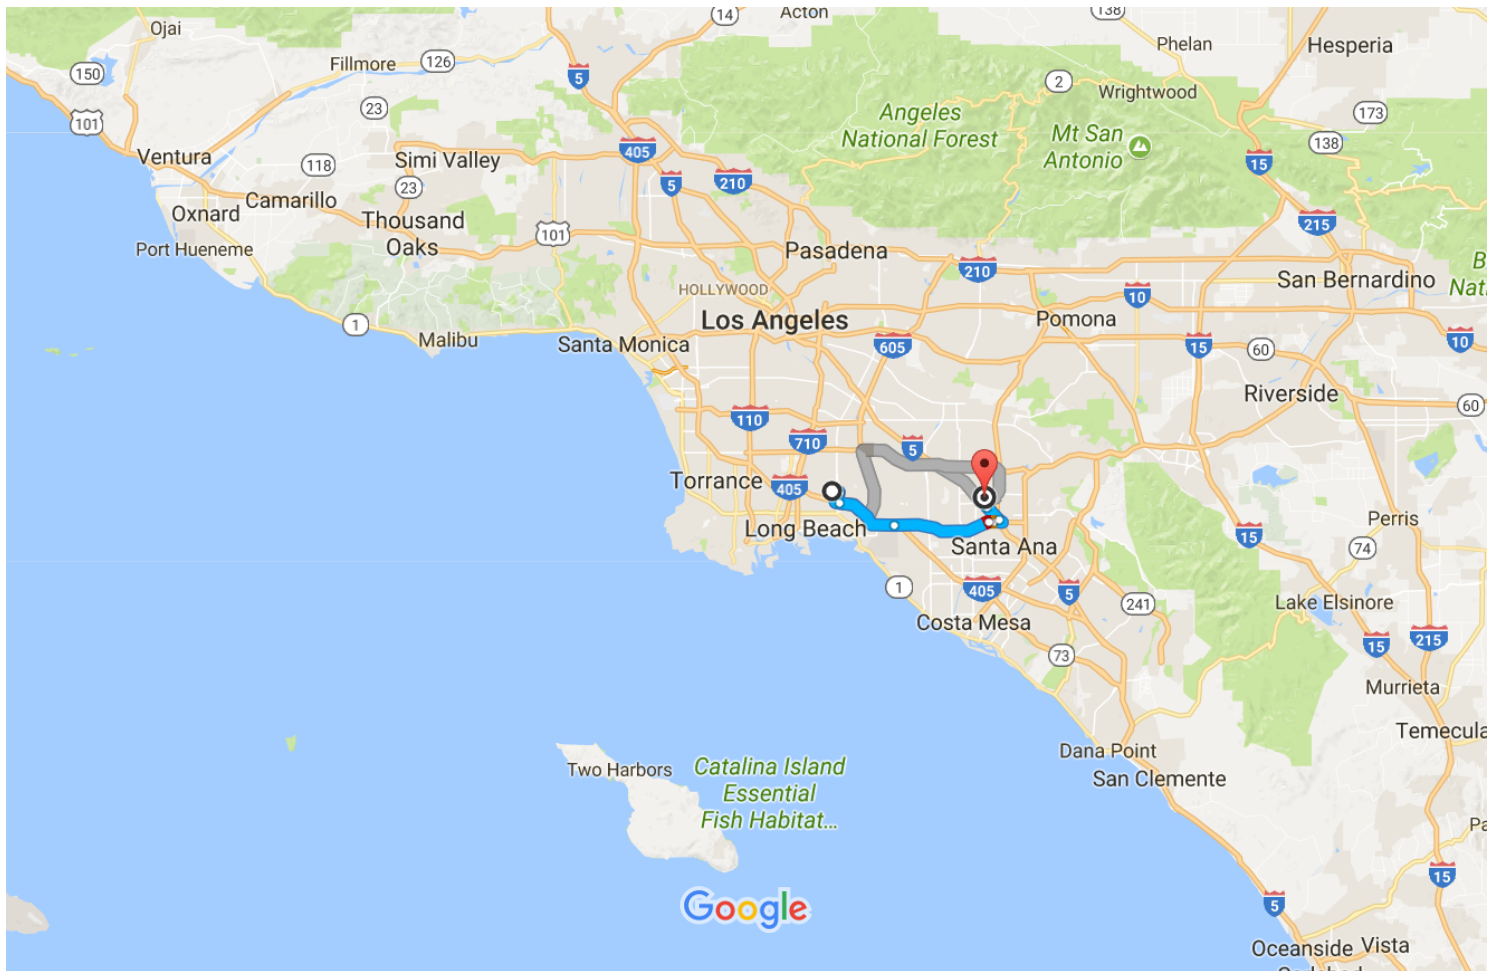 Acton
138
Ojai
14
Phelan
Hesperia
Fillmore
126
150
5
2
Wrightwood
23
173
Angeles
National Forest
101
Mt San
Antonio
138
Ventura
118
Simi Valley
405
15
5
210
23
Camarillo
Oxnard
Thousand
Oaks
215
101
Port Hueneme
Pasadena
210
San Bernardino
HOLLYWOOD
10
Los Angeles
Pomona
1
Malibu
Santa Monica
605
15
60
10
Riverside
60
110
710
5
Torrance
405
Long Beach
Perris
Santa Ana
15
74
1
405
5
241
Lake Elsinore
Costa Mesa
215
15
73
Murrieta
Temecula
Dana Point
San Clemente
Two Harbors
Catalina Island
Essential
Fish Habitat...
15
Google
5
Oceanside
Vista